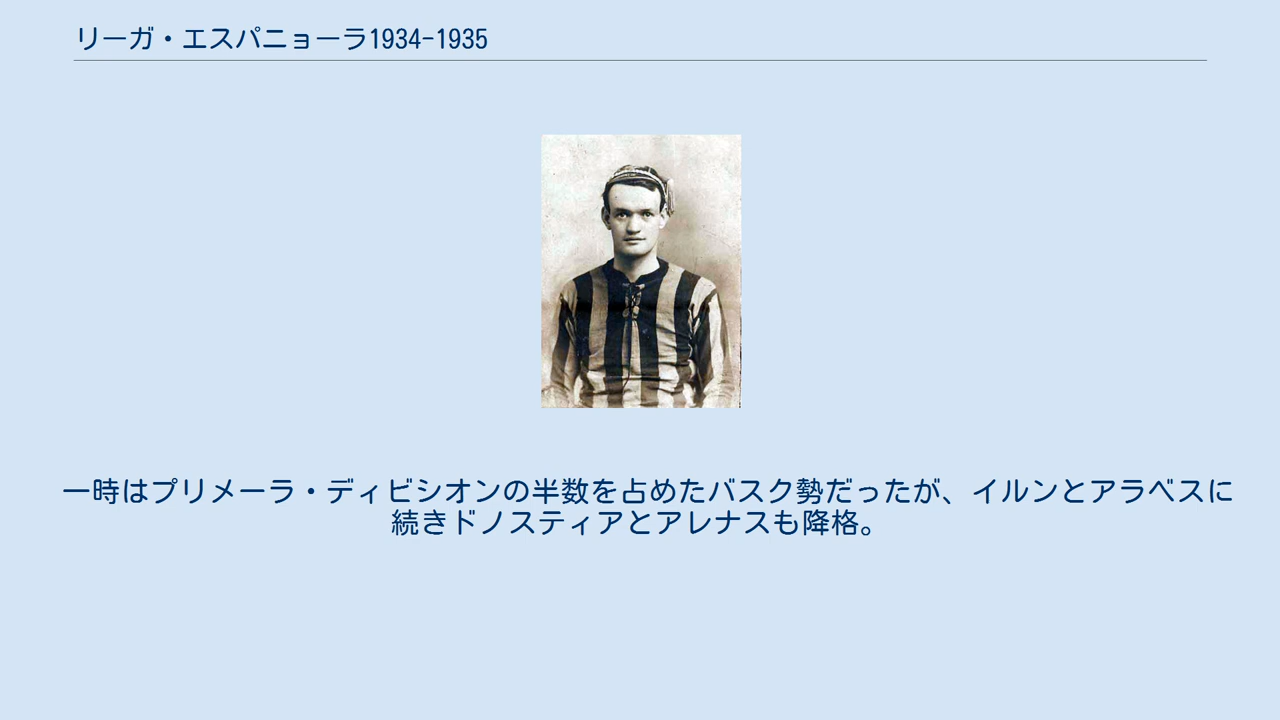 リーガ・エスパニョーラ1934-1935
一時はプリメーラ・ディビシオンの半数を占めたバスク勢だったが、イルンとアラベスに
続きドノスティアとアレナスも降格。